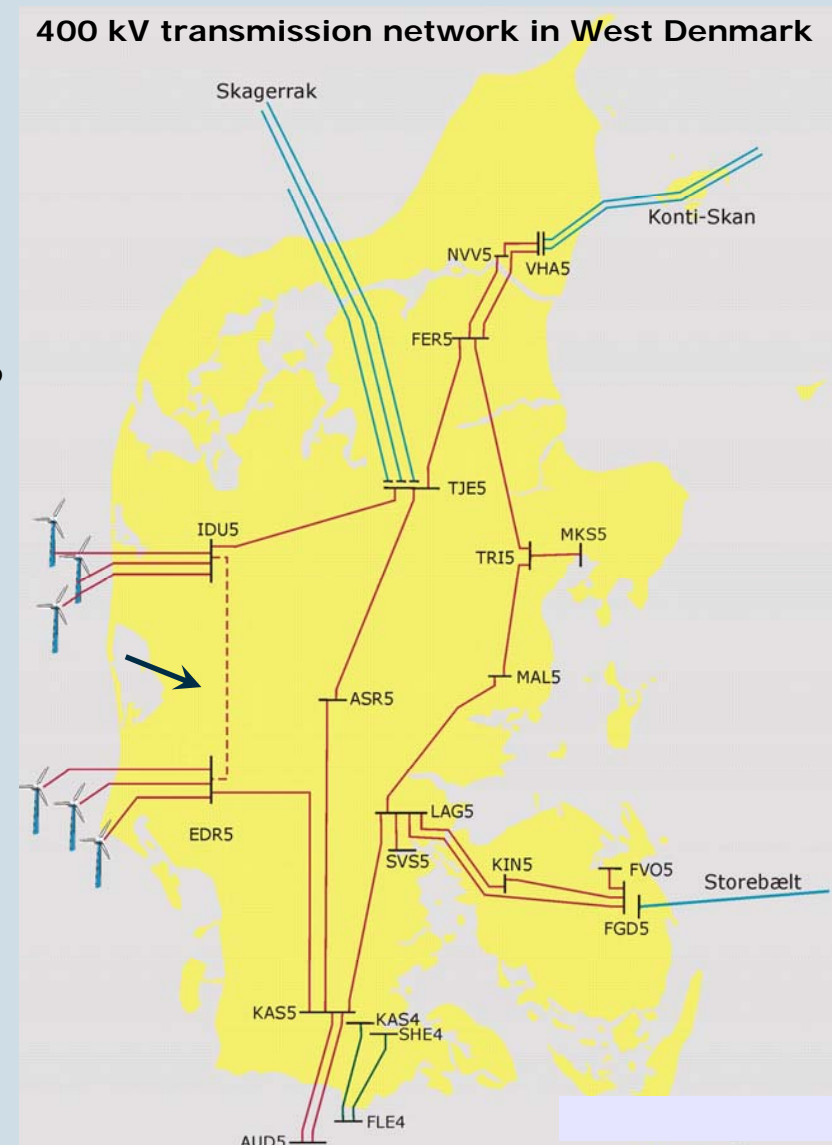 400 kV transmission network in West Denmark
Skagerrak
Konti-Skan
NVV5
VHA5
FER5
TJE5
IDU5
MKS5
TRI5
MAL5
ASR5
LAG5
EDR5
SVS5
KIN5
FVO5
Storebælt
FGD5
KAS5
KAS4
SHE4
FLE4
AUD5